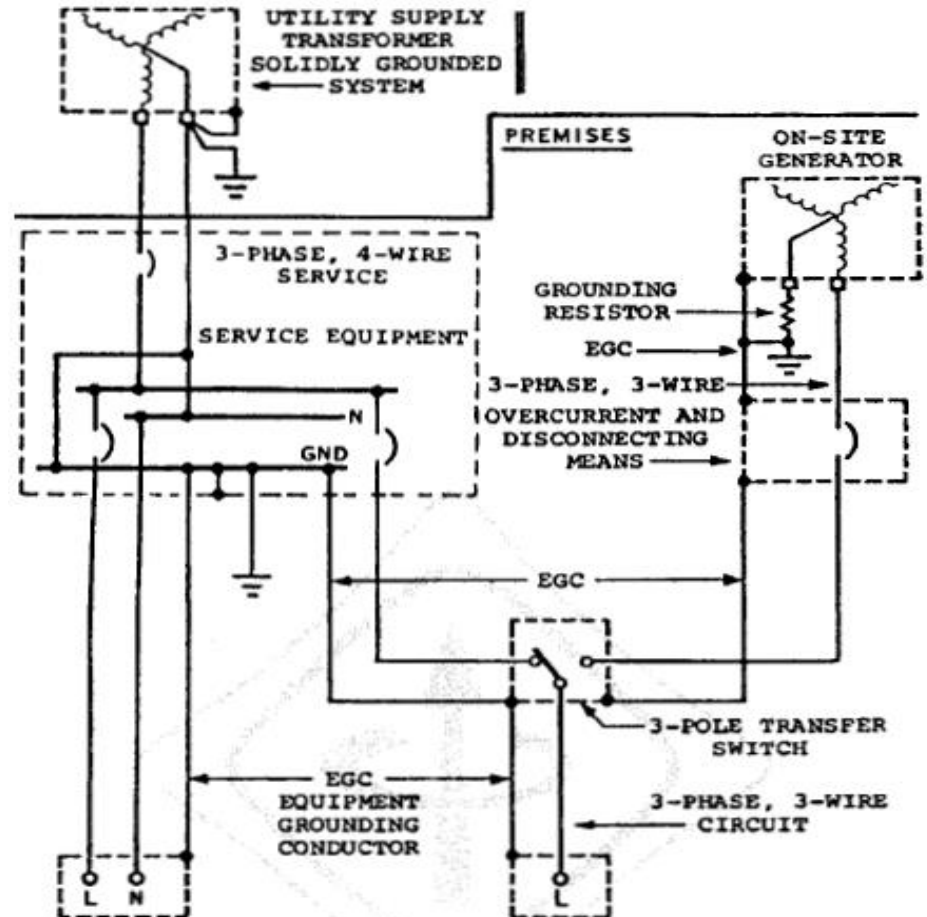 UTILITY SUPPLY
TRANSFORMER
SOLIDLY GROUNDED
SYSTEM
PREMISES
ON-SITE
GENERATOR
3-PHASE, 4-WIRE
SERVICE
GROUNDING
RESISTOR
SERVICE EQUIPMENT
EGC
3-PHASE, 3-WIRE
N
OVERCURRENT AND
DISCONNECTING
MEANS
GND
EGC
3-POLE TRANSFER
SWITCH
EGC
EQUIPMENT
GROUNDING
CONDUCTOR
3-PHASE, 3-WIRE
CIRCUIT
L N
L